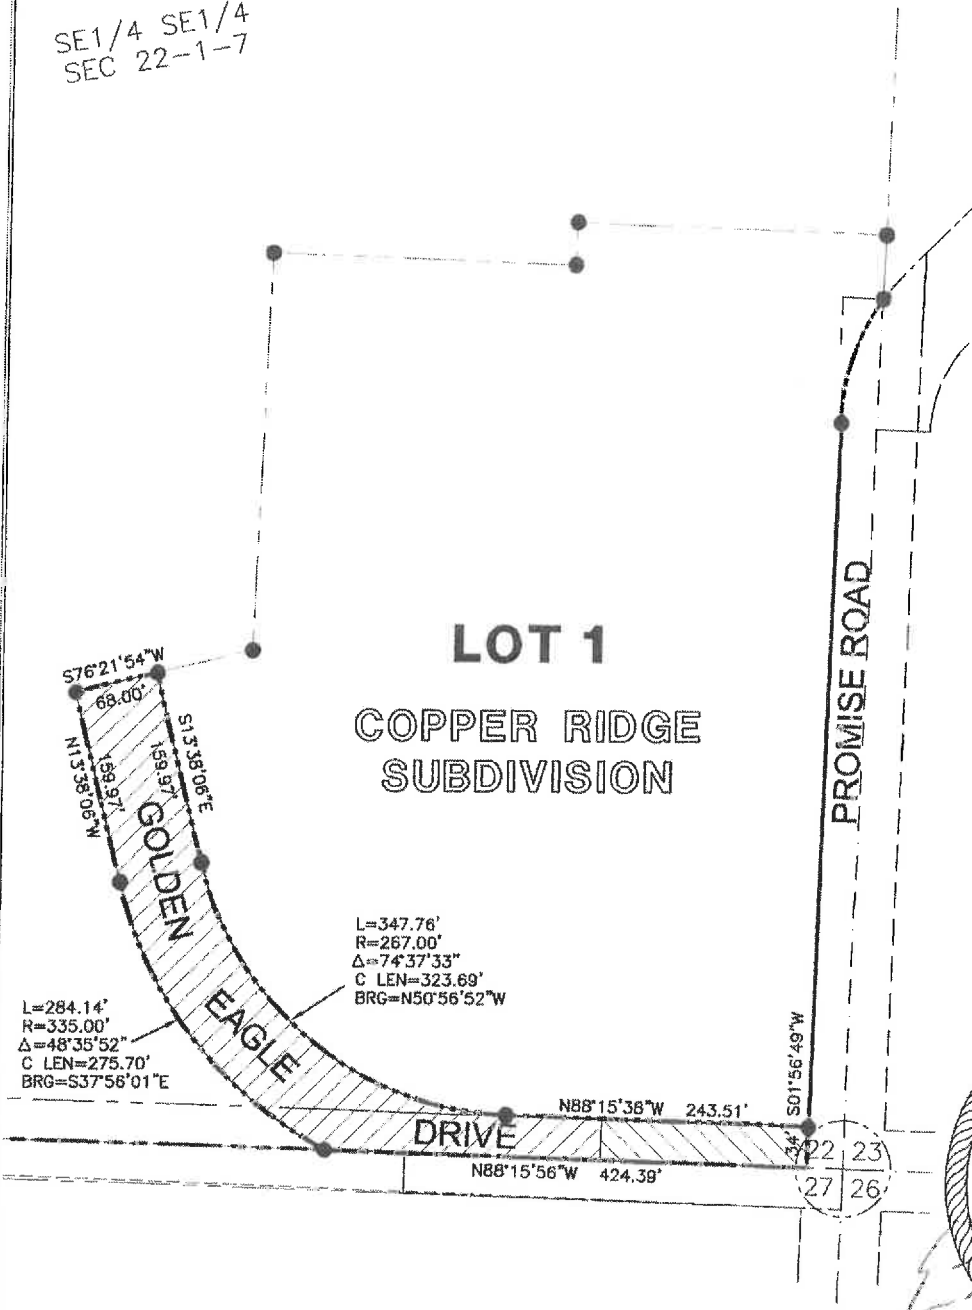 SE1/4 SE1/4
SEC 22-1-7
LOT 1
COPPER RIDGE
SUBDIVISION
PROMISE ROAD
S76°21'54"W
68.00'
N13°38'06"W
159.97'
S13°38'06"E
159.97'
GOLDEN
EAGLE
DRIVE
L=347.76'
R=267.00'
Δ=74°37'33"
C LEN=323.69'
BRG=N50°56'52"W
L=284.14'
R=335.00'
Δ=48°35'52"
C LEN=275.70'
BRG=S37°56'01"E
S01°56'49"W
34'
N88°15'38"W 243.51'
N88°15'56"W 424.39'
22 23
27 26